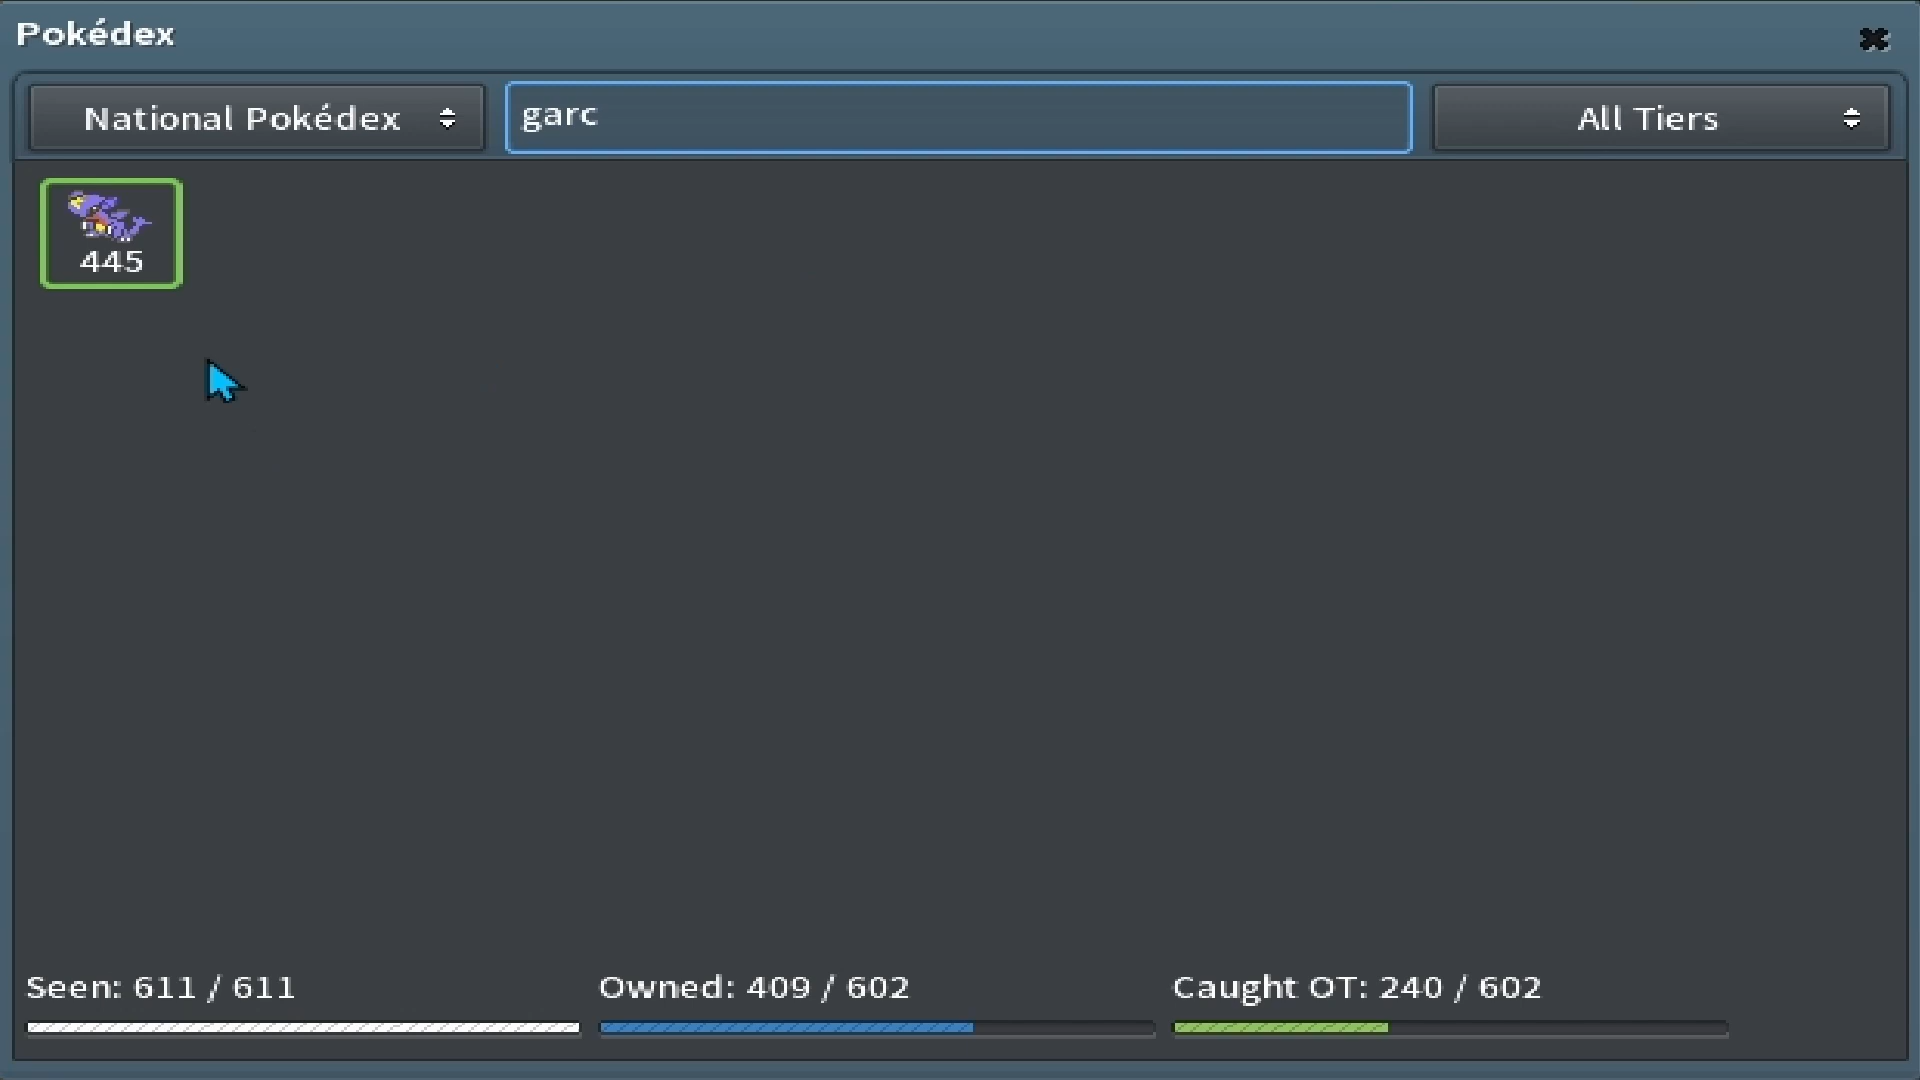 Pokédex
National Pokédex
garc
All Tiers
445
Seen: 611 / 611
Owned: 409 / 602
Caught OT: 240 / 602